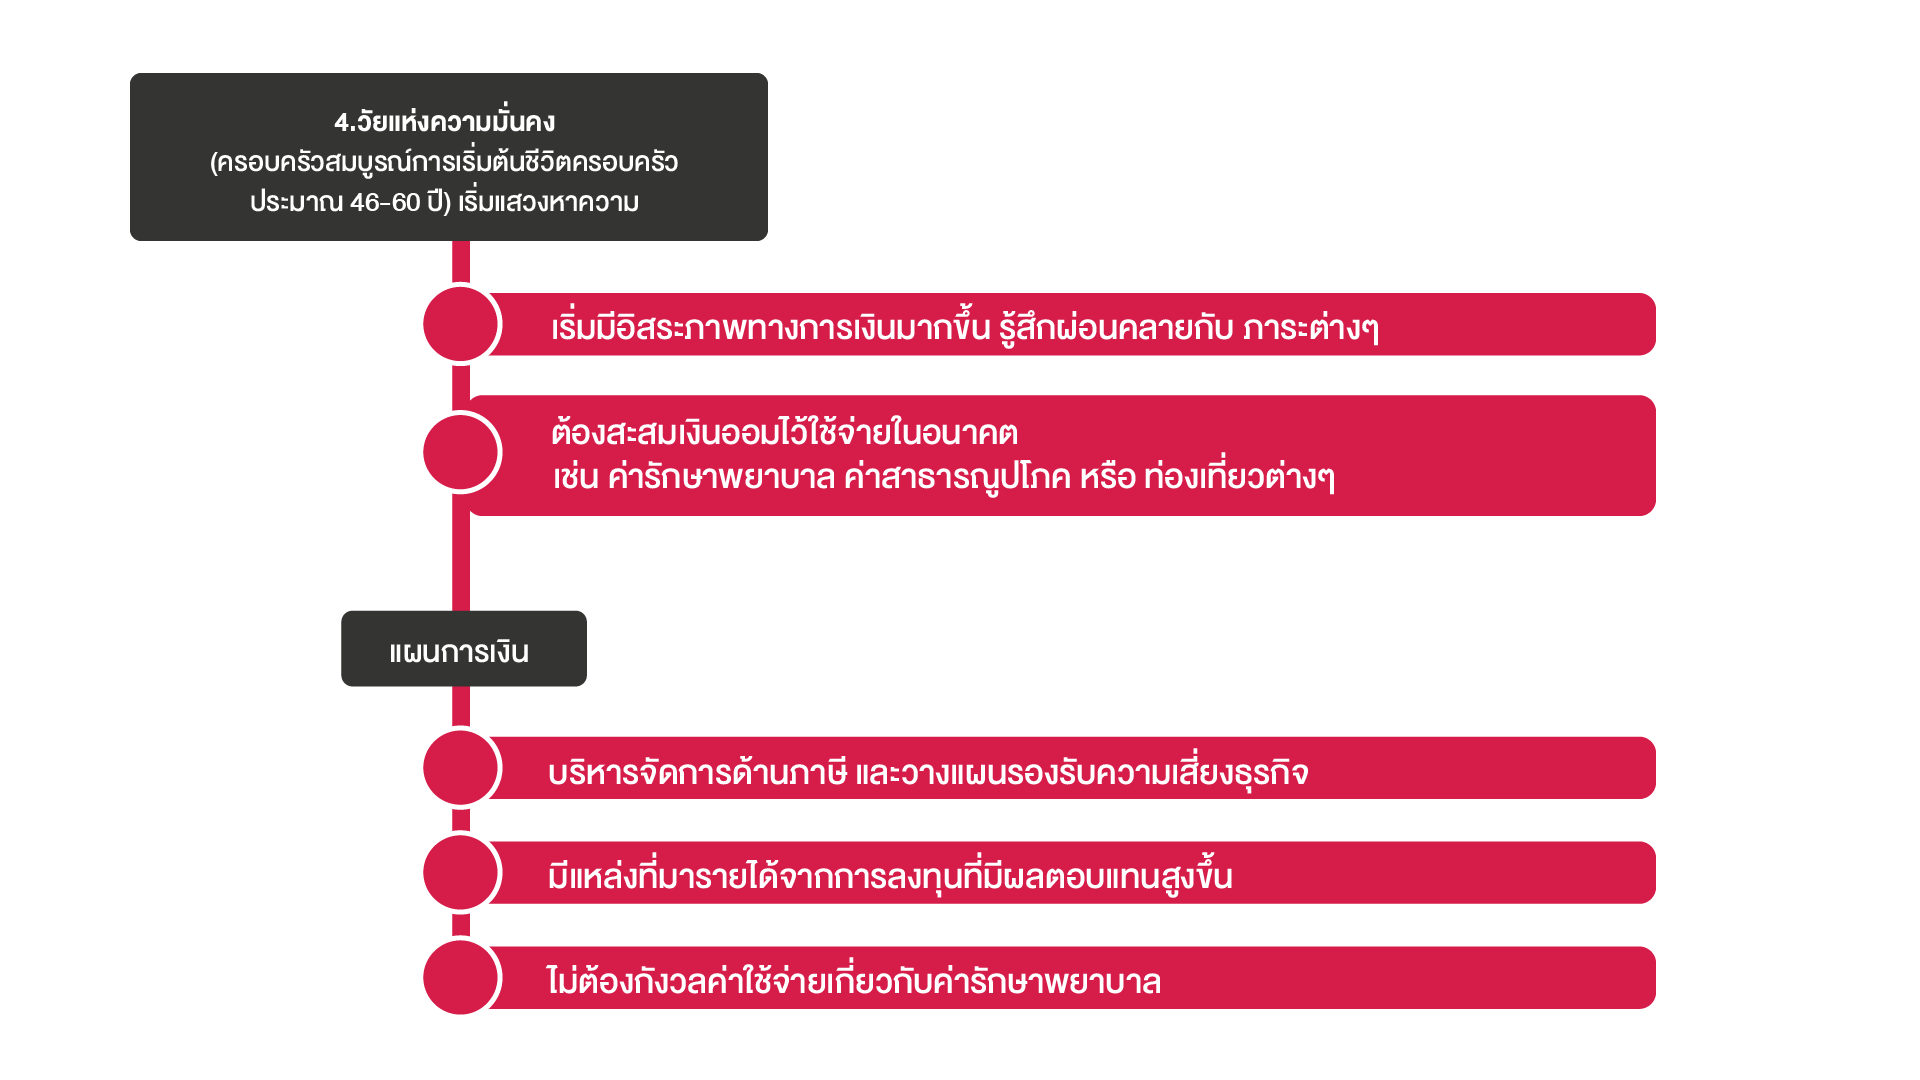 4.วัยแห่งความมั่นคง
(ครอบครัวสมบูรณ์การเริ่มต้นชีวิตครอบครัว
ประมาณ 46-60 ปี) เริ่มแสวงหาความ
เริ่มมีอิสระภาพทางการเงินมากขึ้น รู้สึกผ่อนคลายกับ ภาระต่างๆ
ต้องสะสมเงินออมไว้ใช้จ่ายในอนาคต
เช่น ค่ารักษาพยาบาล ค่าสาธารณูปโภค หรือ ท่องเที่ยวต่างๆ
แผนการเงิน
บริหารจัดการด้านภาษี และวางแผนรองรับความเสี่ยงธุรกิจ
มีแหล่งที่มารายได้จากการลงทุนที่มีผลตอบแทนสูงขึ้น
ไม่ต้องกังวลค่าใช้จ่ายเกี่ยวกับค่ารักษาพยาบาล